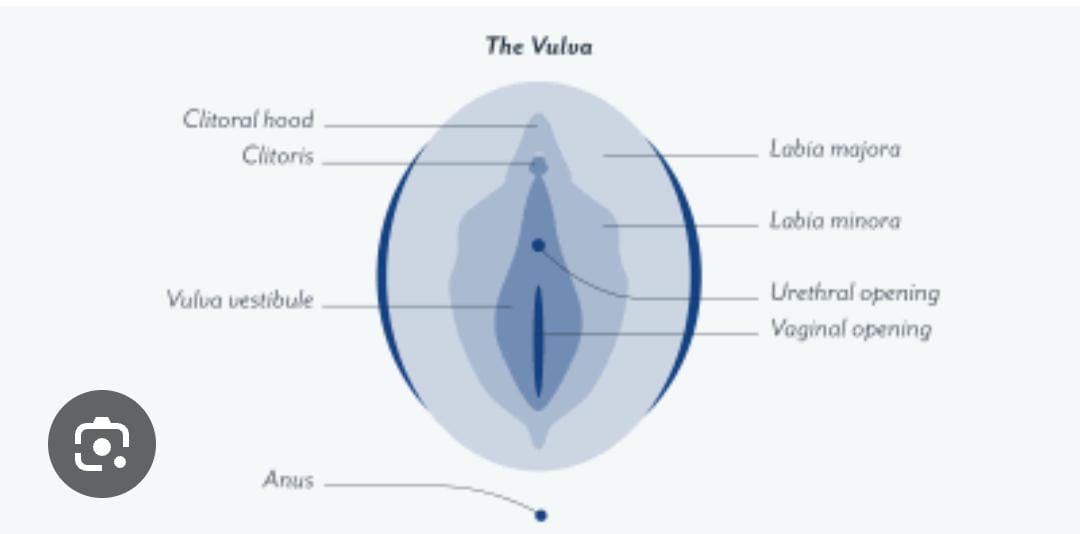 The Vulva
Clitoral hood
Clitoris
Labia majora
Labia minora
Vulva vestibule
Urethral opening
Vaginal opening
Anus